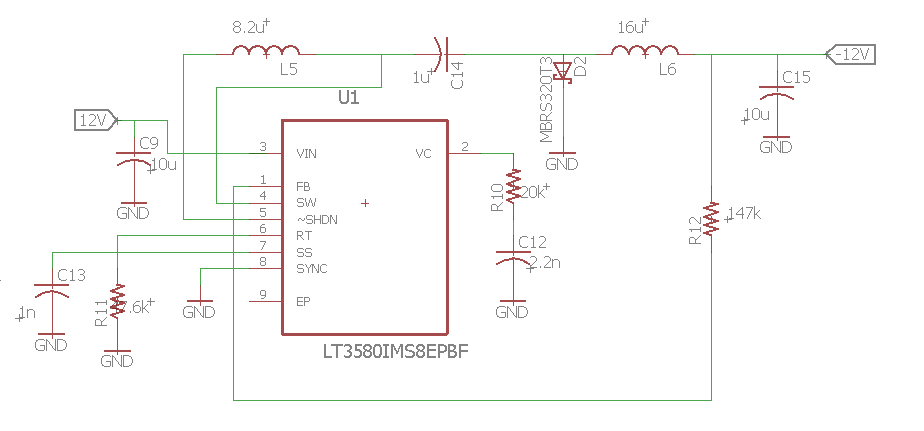 8.2u
L5
1u
C14
16u
L6
MBRS320T3
D2
-12V
C15
10u
GND
GND
12V
C9
10u
GND
U1
3 VIN
1 FB
4 SW
5 ~SHDN
6 RT
7 SS
8 SYNC
9 EP
VC 2
LT3580IMS8EPBF
R10
20k
C12
2.2n
GND
R12
147k
C13
1n
GND
R11
.6k
GND
GND